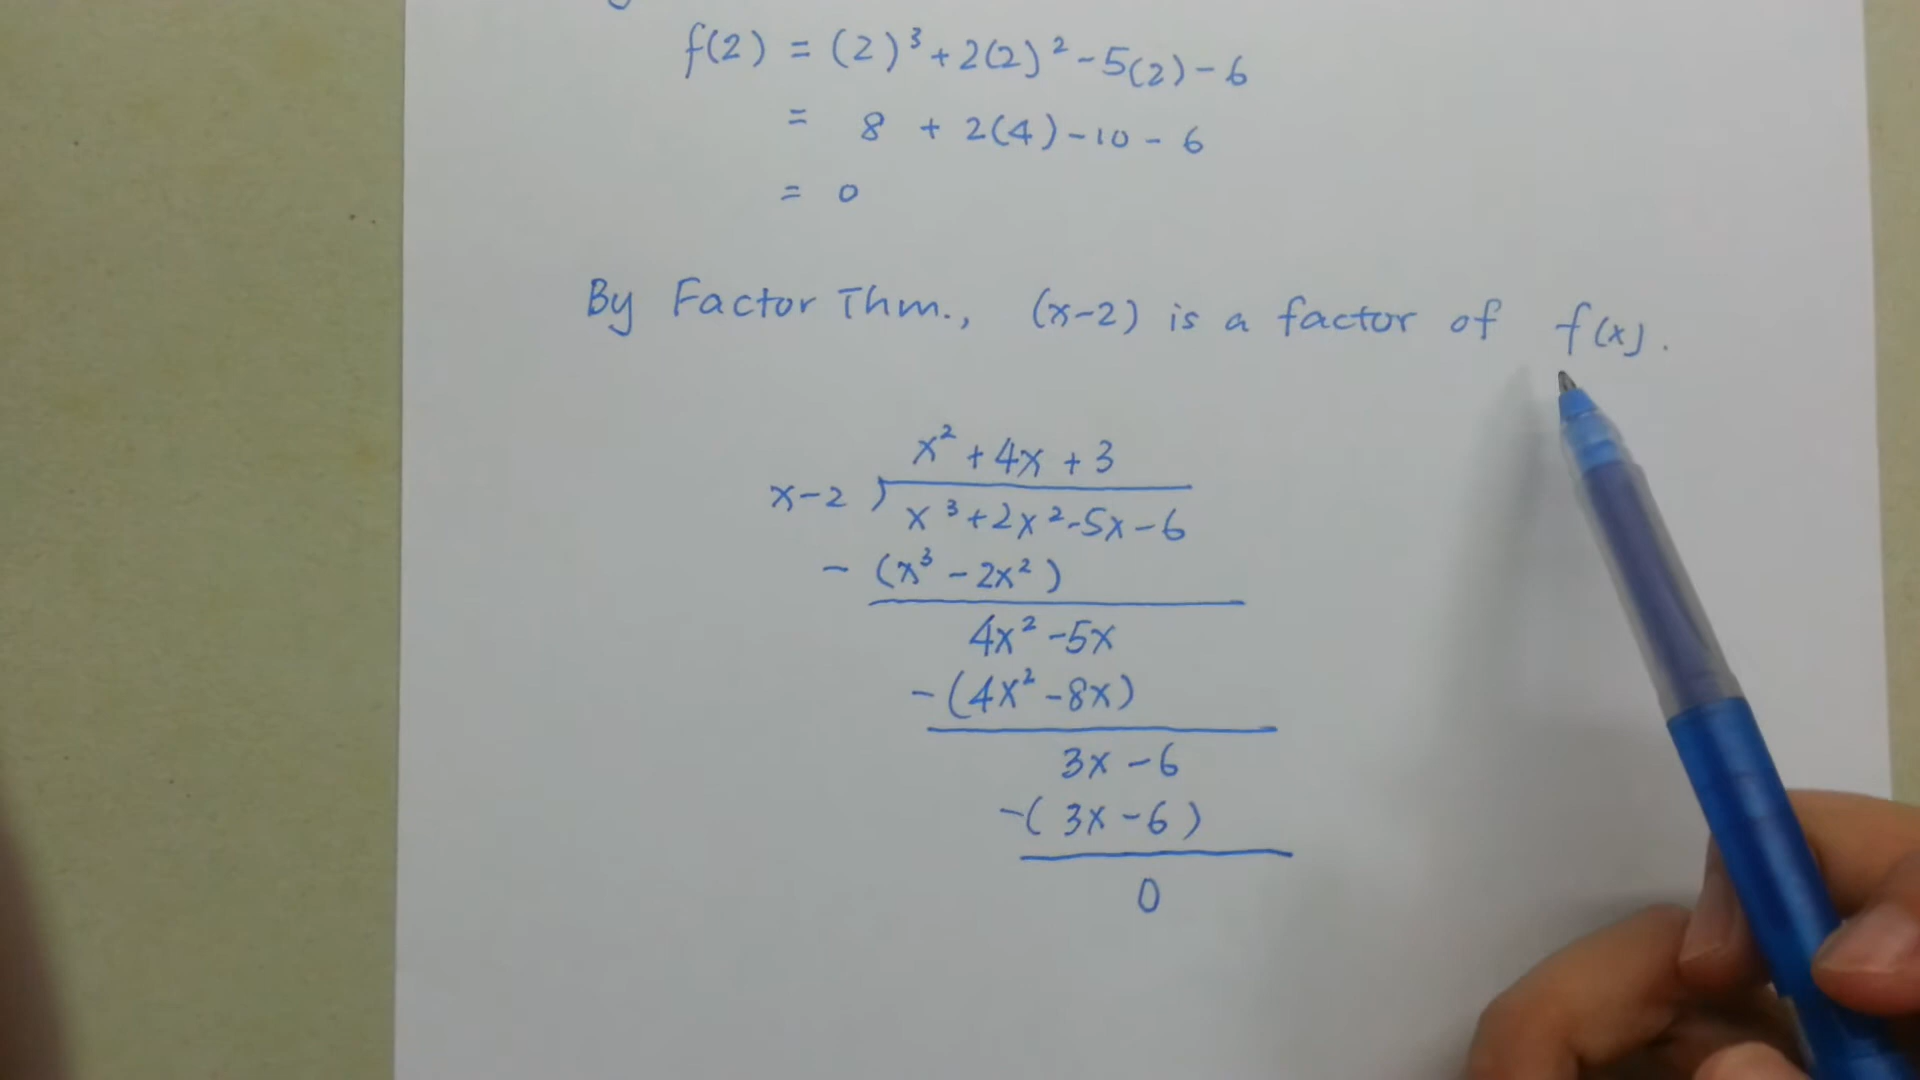 f(2) = (2)³ + 2(2)² - 5(2) - 6
= 8 + 2(4) - 10 - 6
= 0
By Factor Thm., (x-2) is a factor of f(x).
x² + 4x + 3
x-2 ) x³ + 2x² - 5x - 6
- (x³ - 2x²)
4x² - 5x
- (4x² - 8x)
3x - 6
- (3x - 6)
0